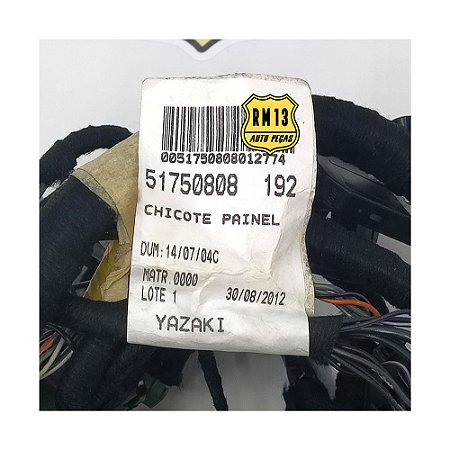 RM13
AUTO PEÇAS
0051750808012774
51750808 192
CHICOTE PAINEL
DUM:14/07/04C
MATR.0000
LOTE 1 30/08/2012
YAZAKI